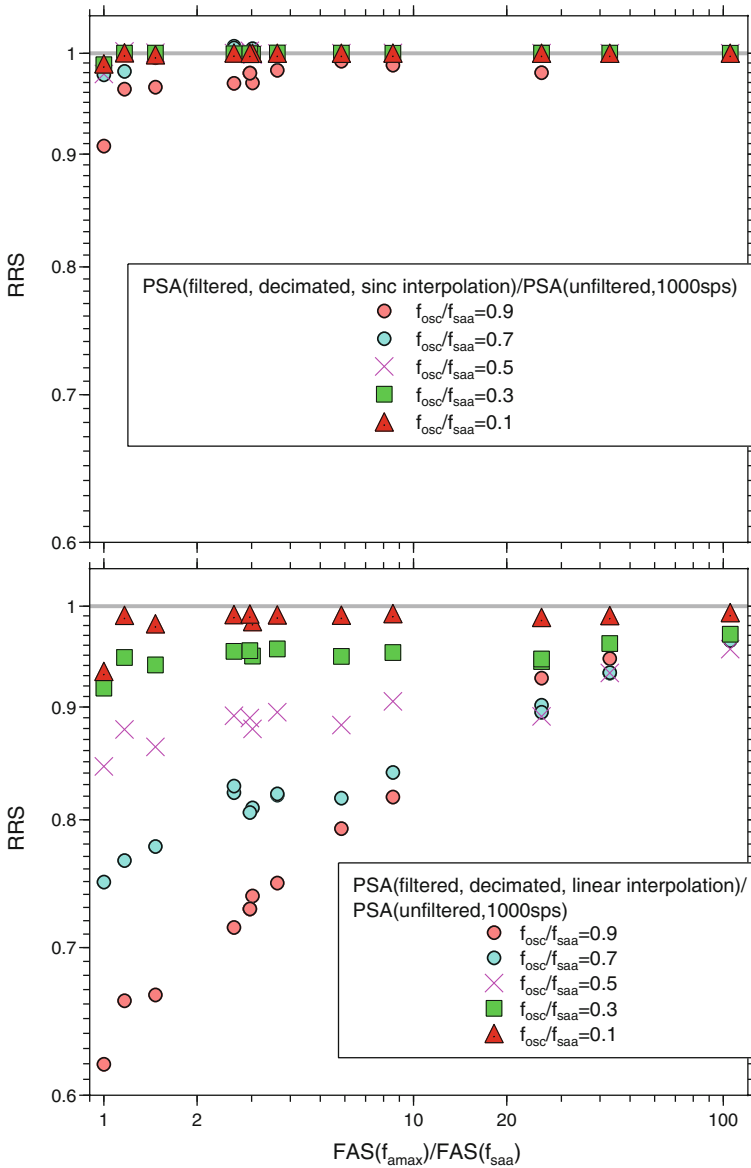 1
0.9
0.8
0.7
0.6
RRS
PSA(filtered, decimated, sinc interpolation)/PSA(unfiltered,1000sps)
fosc/fsaa=0.9
fosc/fsaa=0.7
fosc/fsaa=0.5
fosc/fsaa=0.3
fosc/fsaa=0.1
1
0.9
0.8
0.7
0.6
RRS
PSA(filtered, decimated, linear interpolation)/
PSA(unfiltered,1000sps)
fosc/fsaa=0.9
fosc/fsaa=0.7
fosc/fsaa=0.5
fosc/fsaa=0.3
fosc/fsaa=0.1
1 2 10 20 100
FAS(famax)/FAS(fsaa)